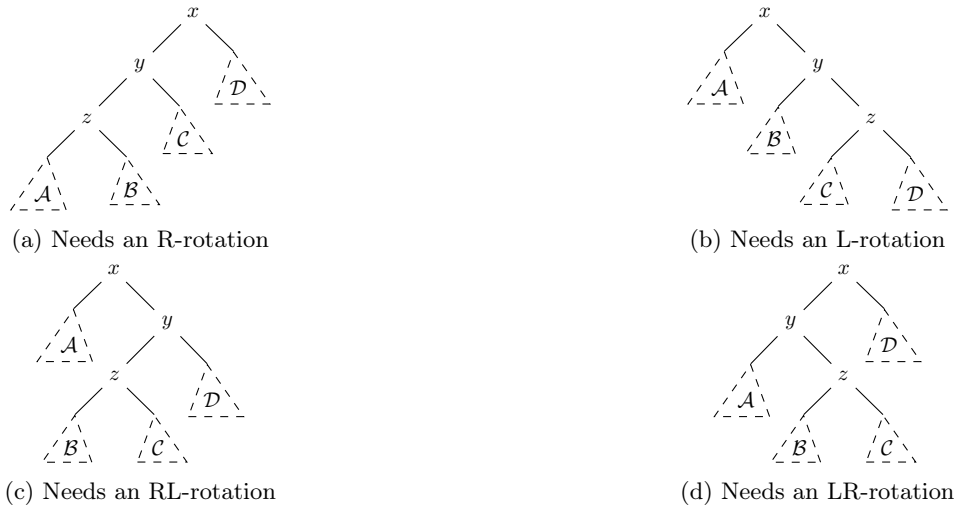 x x
y 𝒟 𝒜 y
z 𝒞 ℬ z
𝒜 ℬ 𝒞 𝒟
(a) Needs an R-rotation (b) Needs an L-rotation
x x
𝒜 y y 𝒟
z 𝒟 𝒜 z
ℬ 𝒞 ℬ 𝒞
(c) Needs an RL-rotation (d) Needs an LR-rotation